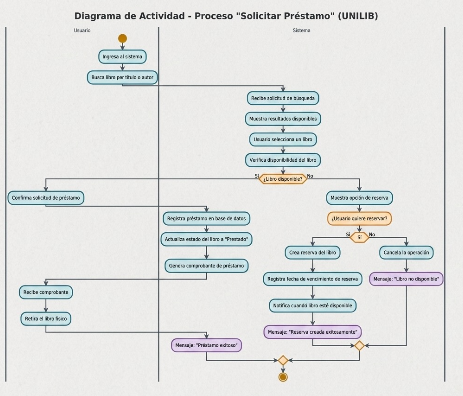 Diagrama de Actividad - Proceso "Solicitar Préstamo" (UNILIB)
Usuario
Sistema
Ingresa al sistema
Busca libro por título o autor
Recibe solicitud de búsqueda
Muestra resultados disponibles
Usuario selecciona un libro
Verifica disponibilidad del libro
Sí
¿Libro disponible?
No
Confirma solicitud de préstamo
Muestra opción de reserva
Registra préstamo en base de datos
¿Usuario quiere reservar?
Actualiza estado del libro a "Prestado"
Sí
Sí
No
Crea reserva del libro
Cancela la operación
Genera comprobante de préstamo
Registra fecha de vencimiento de reserva
Mensaje: "Libro no disponible"
Recibe comprobante
Notifica cuando libro esté disponible
Retira el libro físico
Mensaje: "Reserva creada exitosamente"
Mensaje: "Préstamo exitoso"